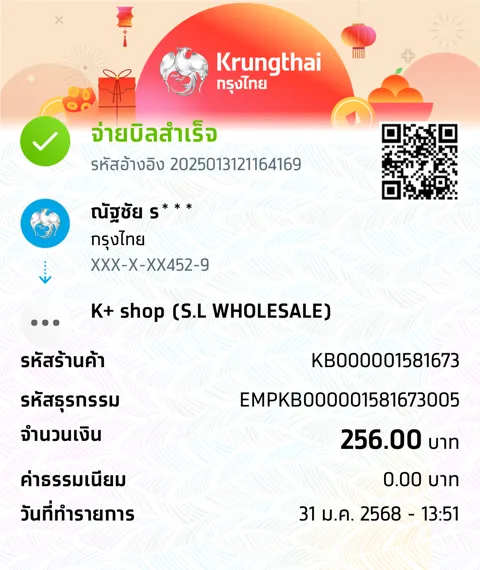 Krungthai
กรุงไทย
จ่ายบิลสำเร็จ
รหัสอ้างอิง 2025013121164169
ณัฐชัย ร***
กรุงไทย
XXX-X-XX452-9
K+ shop (S.L WHOLESALE)
รหัสร้านค้า KB000001581673
รหัสธุรกรรม EMPKB000001581673005
จำนวนเงิน 256.00 บาท
ค่าธรรมเนียม 0.00 บาท
วันที่ทำรายการ 31 ม.ค. 2568 - 13:51